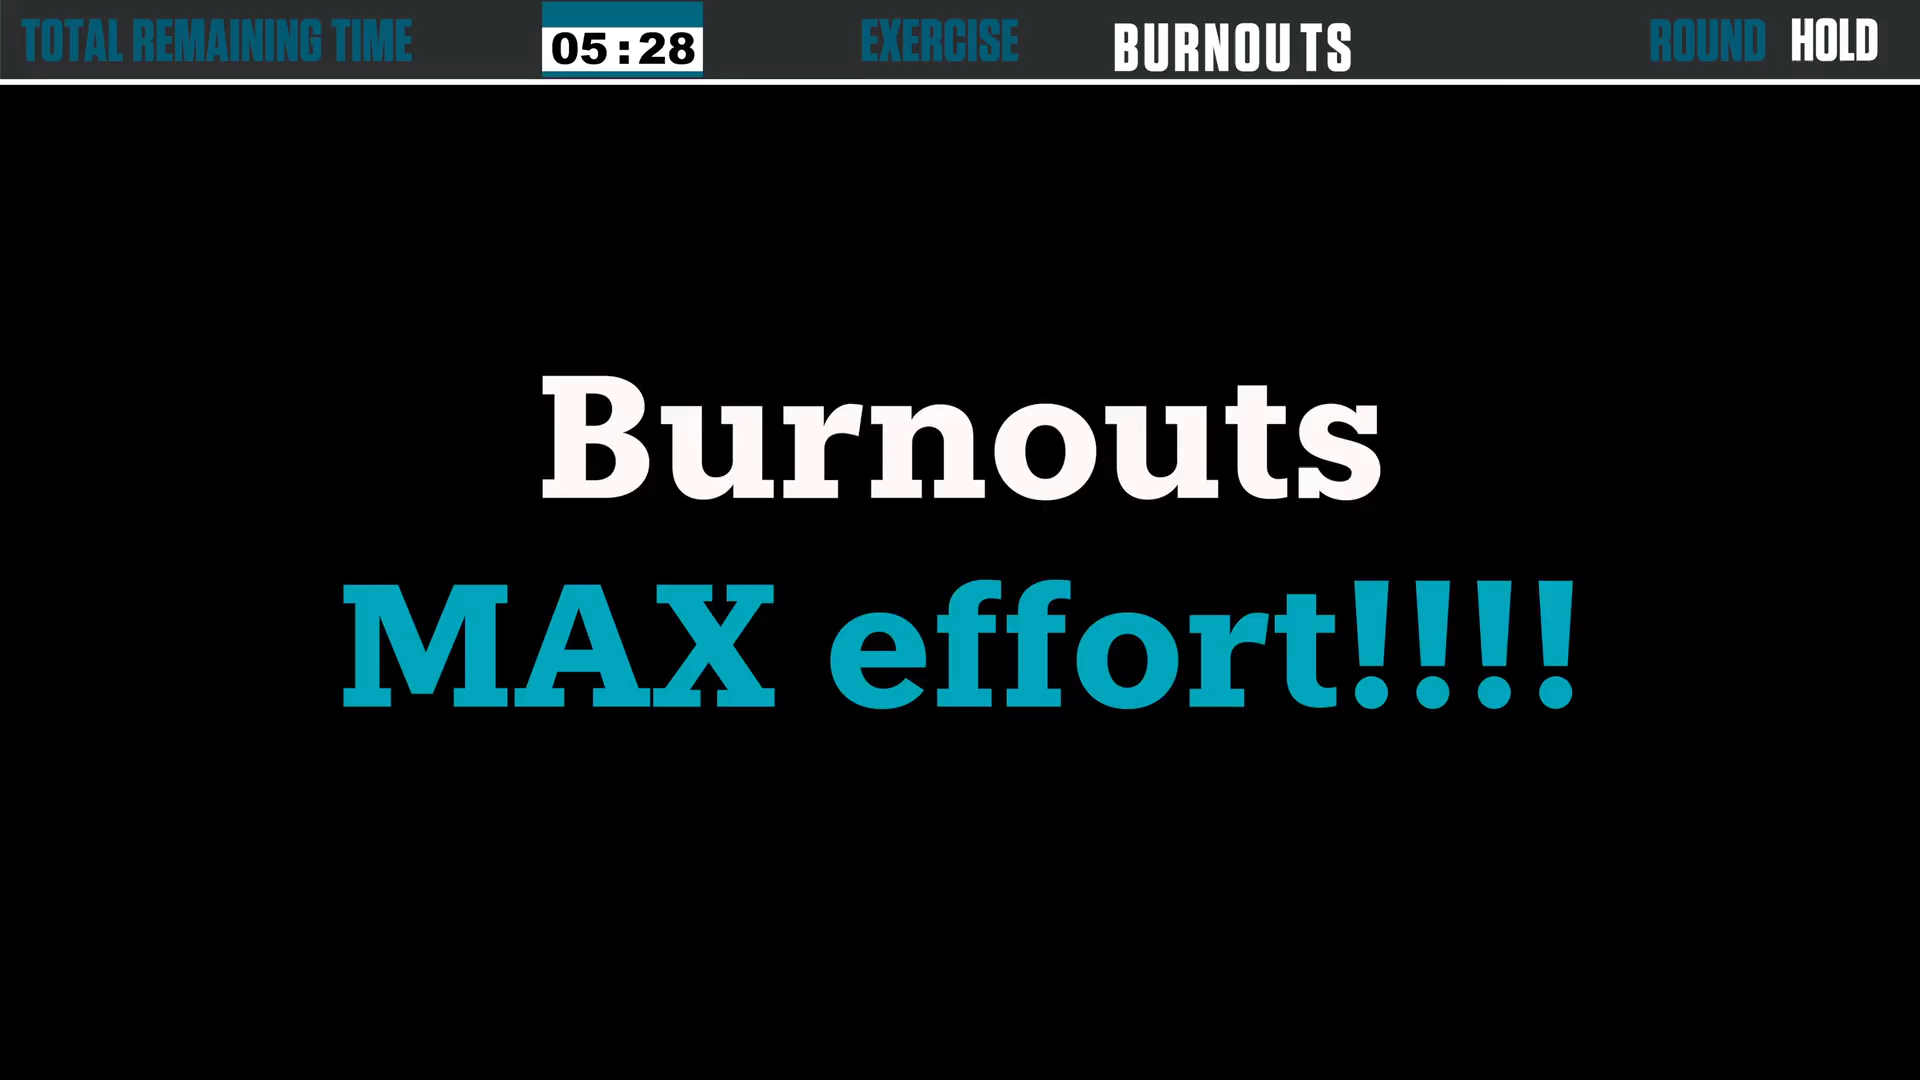 TOTAL REMAINING TIME 05:28 EXERCISE BURNOUTS ROUND HOLD
Burnouts
MAX effort!!!!